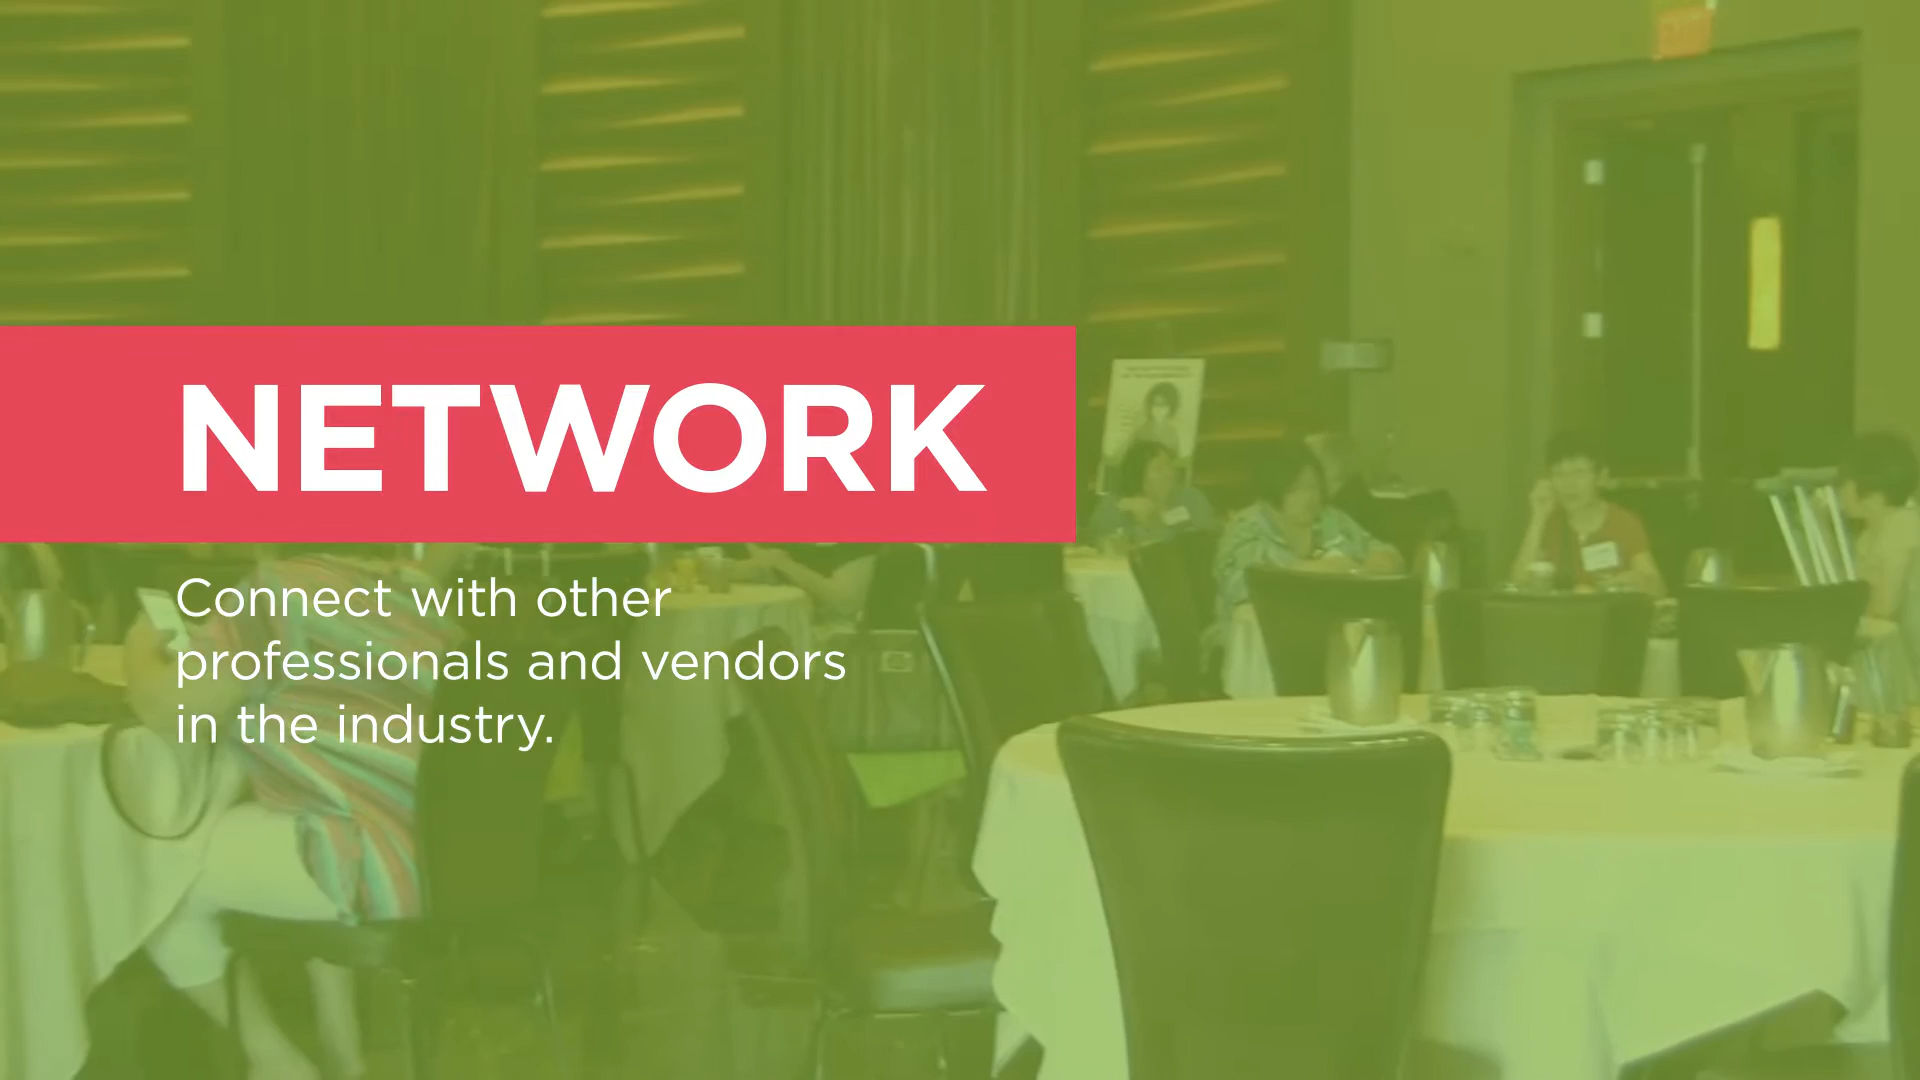 NETWORK
Connect with other
professionals and vendors
in the industry.